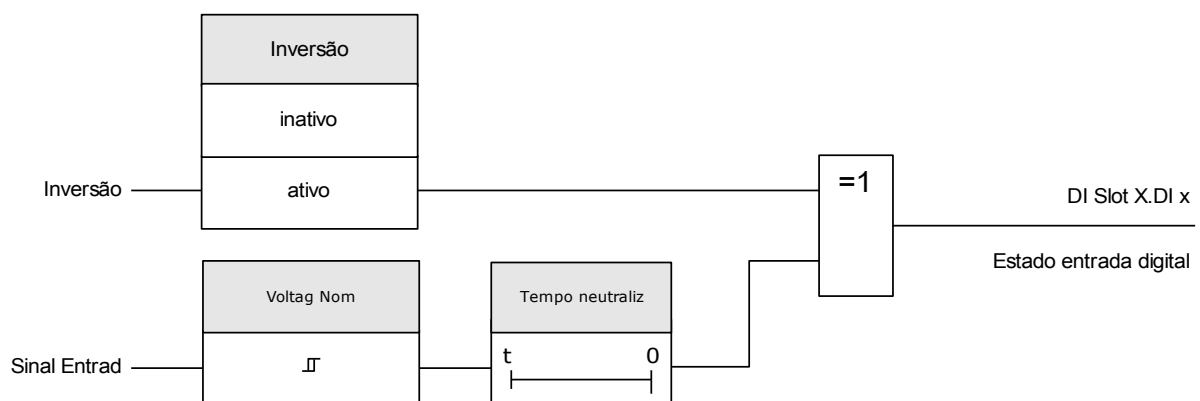 Inversão
inativo
Inversão
ativo
=1
DI Slot X.DI x
Estado entrada digital
Voltag Nom
Tempo neutraliz
Sinal Entrad
t
0